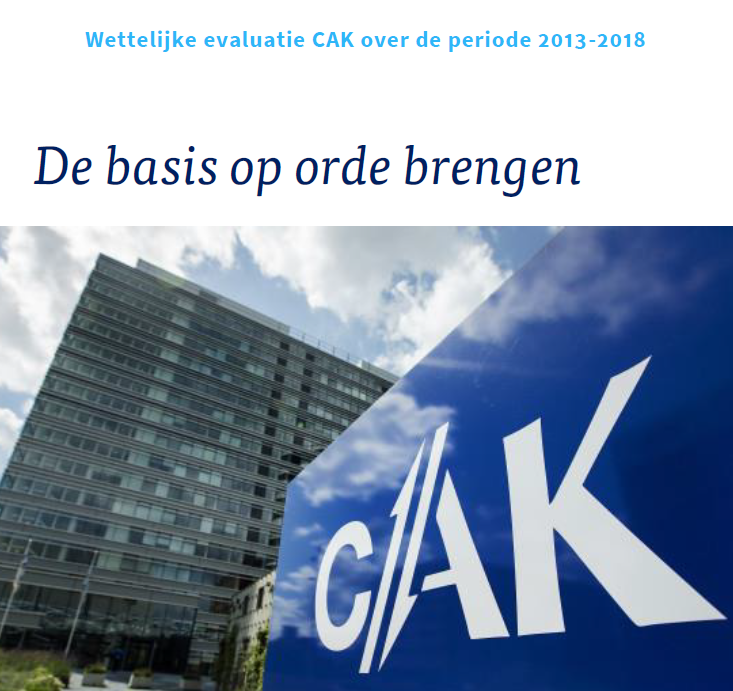 Wettelijke evaluatie CAK over de periode 2013-2018
De basis op orde brengen
CAK